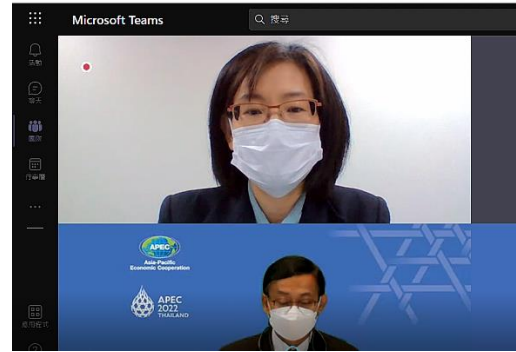 Microsoft Teams
搜尋
活動
聊天
團隊
行事曆
...
APEC
Asia-Pacific
Economic Cooperation
APEC
2022
THAILAND
應用程式
?